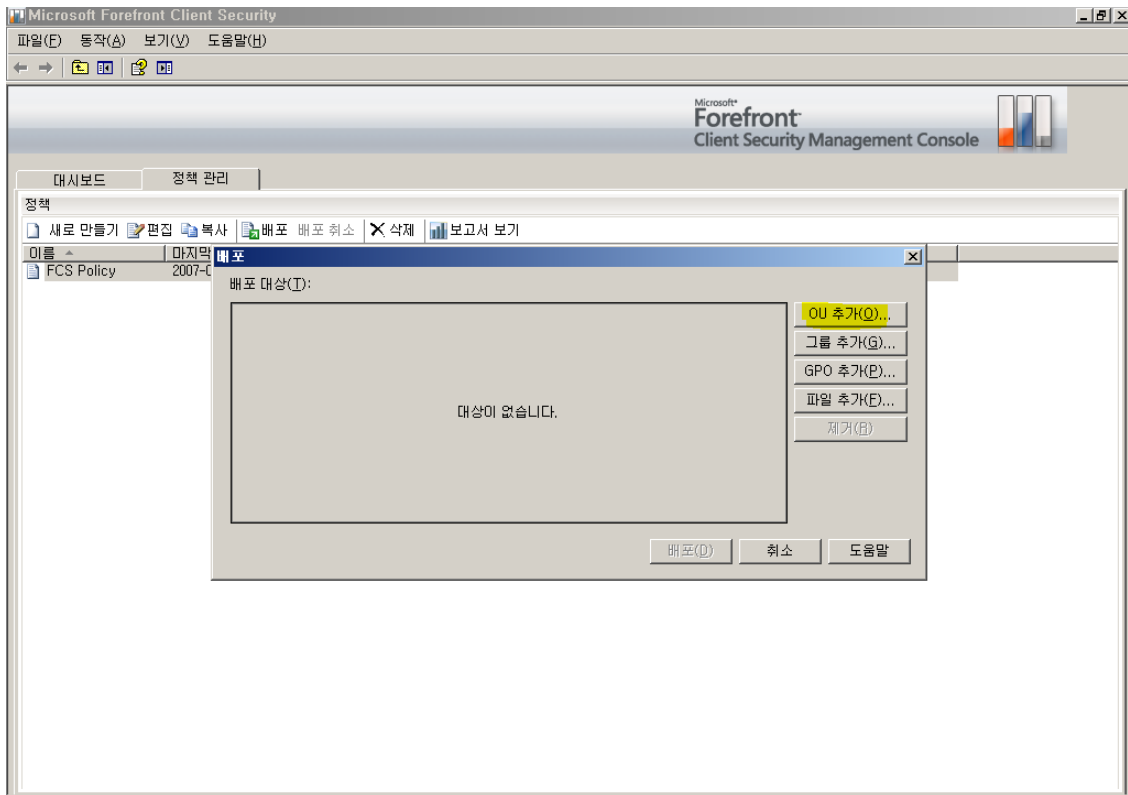 Microsoft Forefront Client Security
파일(F) 동작(A) 보기(V) 도움말(H)
Microsoft
Forefront
Client Security Management Console
대시보드 정책 관리
정책
새로 만들기 편집 복사 배포 배포 취소 삭제 보고서 보기
이름 마지막
FCS Policy 2007-0
배포
배포 대상(T):
OU 추가(O)...
그룹 추가(G)...
GPO 추가(P)...
파일 추가(F)...
제거(R)
대상이 없습니다.
배포(D) 취소 도움말